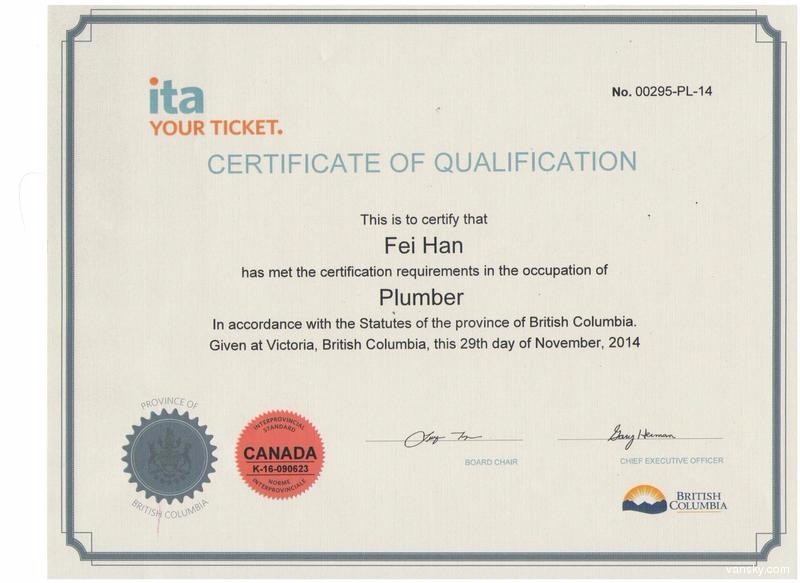 ita
YOUR TICKET.
No. 00295-PL-14
CERTIFICATE OF QUALIFICATION
This is to certify that
Fei Han
has met the certification requirements in the occupation of
Plumber
In accordance with the Statutes of the province of British Columbia.
Given at Victoria, British Columbia, this 29th day of November, 2014
PROVINCE OF
BRITISH COLUMBIA
INTERPROVINCIAL
STANDARD
CANADA
K-16-090623
NORME
INTERPROVINCIALE
BOARD CHAIR
Gary Herman
CHIEF EXECUTIVE OFFICER
BRITISH
COLUMBIA
vansky.com